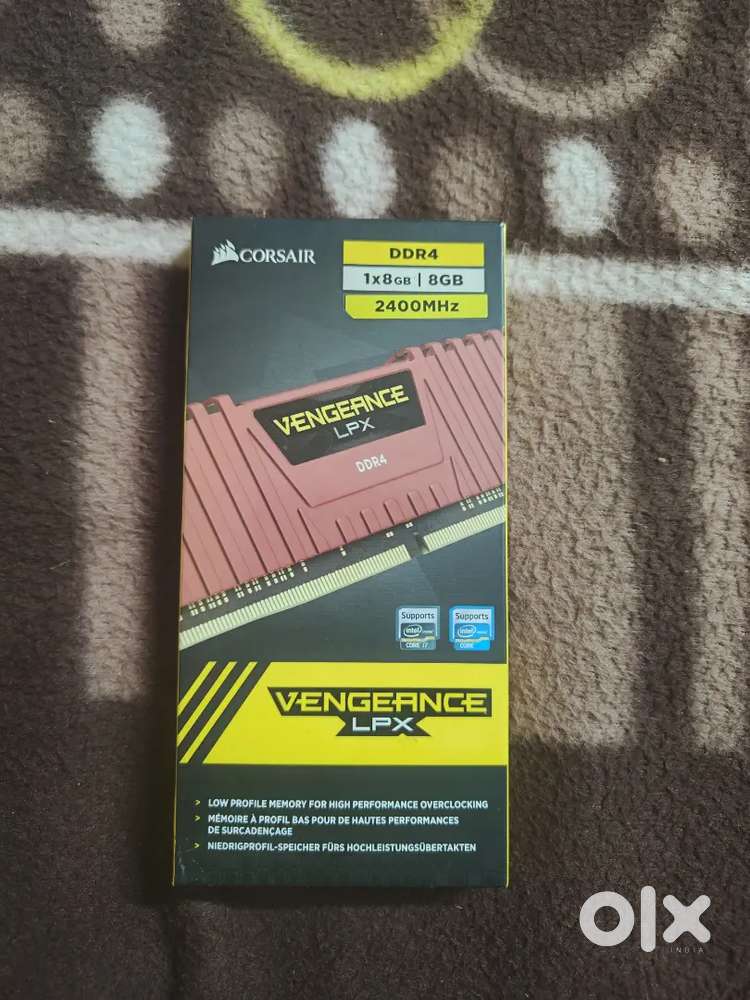 CORSAIR
DDR4
1x8GB | 8GB
2400MHz
VENGEANCE
LPX
DDR4
Supports
intel
CORE i7
Supports
intel
CORE
VENGEANCE
LPX
> LOW PROFILE MEMORY FOR HIGH PERFORMANCE OVERCLOCKING
> MÉMOIRE À PROFIL BAS POUR DE HAUTES PERFORMANCES
DE SURCADENÇAGE
> NIEDRIGPROFIL-SPEICHER FÜRS HOCHLEISTUNGSÜBERTAKTEN
olx
INDIA